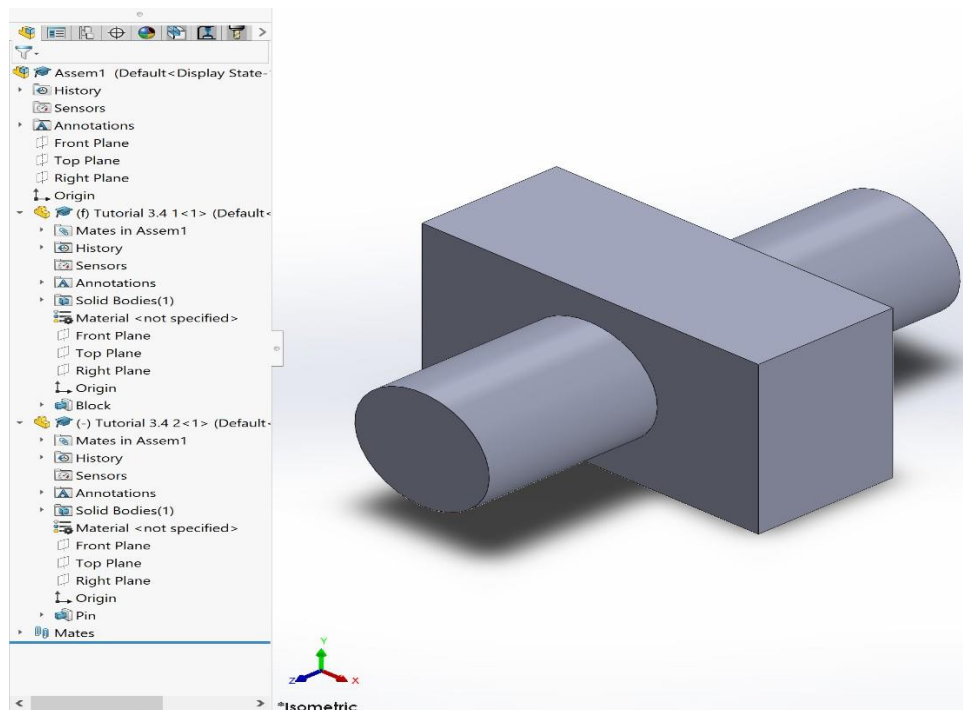 Assem1 (Default<Display State-
History
Sensors
Annotations
Front Plane
Top Plane
Right Plane
Origin
(f) Tutorial 3.4 1<1> (Default<
Mates in Assem1
History
Sensors
Annotations
Solid Bodies(1)
Material <not specified>
Front Plane
Top Plane
Right Plane
Origin
Block
(-) Tutorial 3.4 2<1> (Default<
Mates in Assem1
History
Sensors
Annotations
Solid Bodies(1)
Material <not specified>
Front Plane
Top Plane
Right Plane
Origin
Pin
Mates
Y
Z X
*Isometric